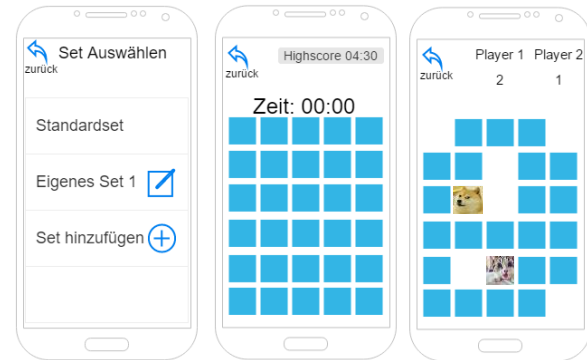 Set Auswählen
zurück
Standardset
Eigenes Set 1
Set hinzufügen
zurück
Highscore 04:30
Zeit: 00:00
zurück
Player 1 Player 2
2 1